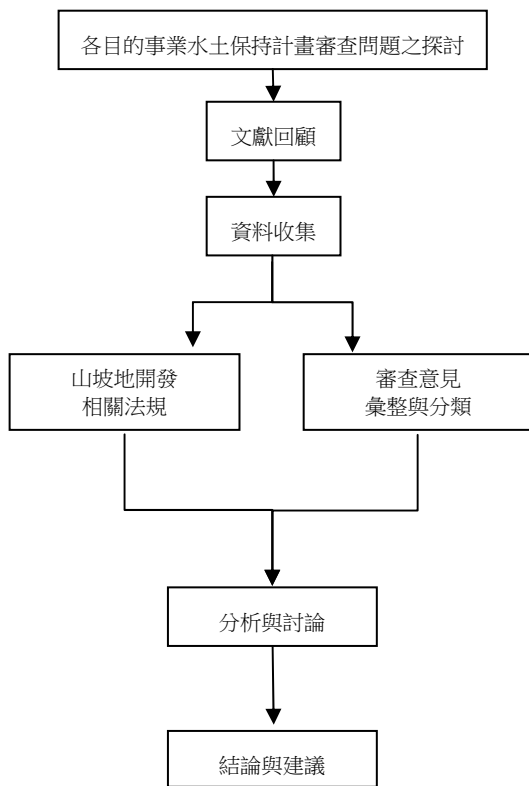 各目的事業水土保持計畫審查問題之探討
文獻回顧
資料收集
山坡地開發
相關法規
審查意見
彙整與分類
分析與討論
結論與建議